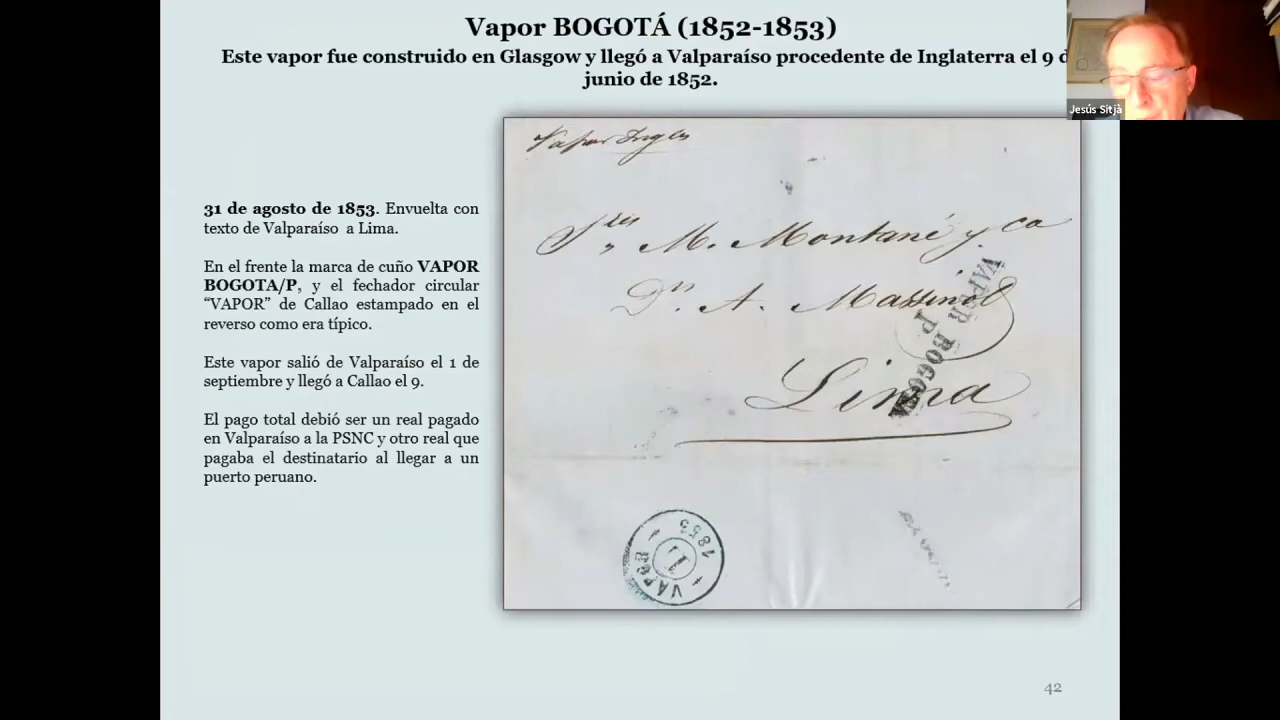 Vapor BOGOTÁ (1852-1853)
Este vapor fue construido en Glasgow y llegó a Valparaíso procedente de Inglaterra el 9 d
junio de 1852.
Jesús Sitjà
31 de agosto de 1853. Envuelta con
texto de Valparaíso a Lima.
En el frente la marca de cuño VAPOR
BOGOTA/P, y el fechador circular
“VAPOR” de Callao estampado en el
reverso como era típico.
Este vapor salió de Valparaíso el 1 de
septiembre y llegó a Callao el 9.
El pago total debió ser un real pagado
en Valparaíso a la PSNC y otro real que
pagaba el destinatario al llegar a un
puerto peruano.
Vapor Ingles
Sres M. Montané y Ca
Dn. A. Massinot
Lima
VAPOR BOGOTA
P.
VAPOR
1853
42